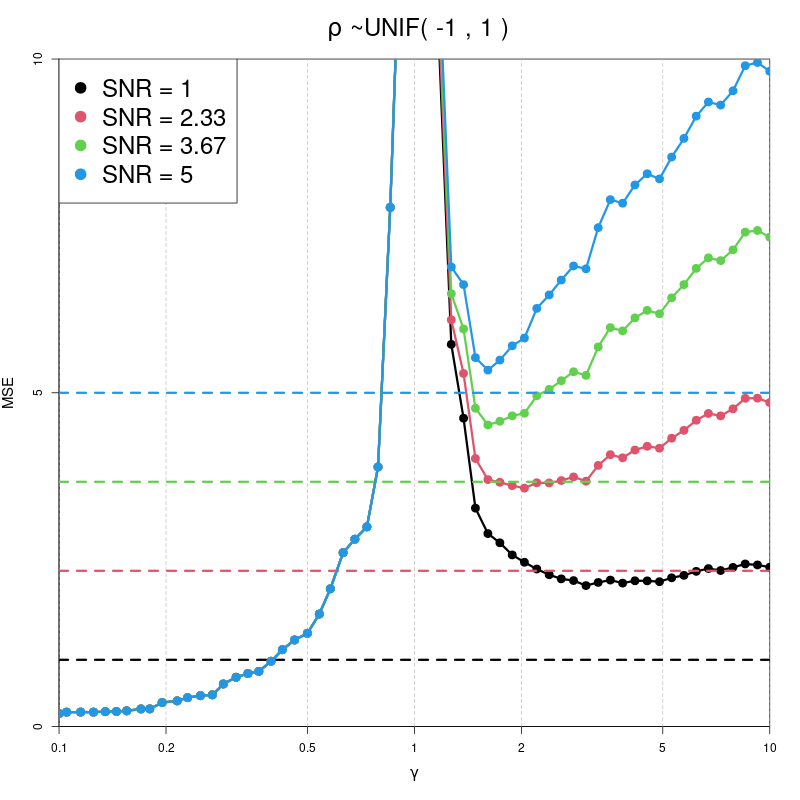 ρ ~UNIF( -1 , 1 )
SNR = 1
SNR = 2.33
SNR = 3.67
SNR = 5
MSE
10
5
0
0.1 0.2 0.5 1 2 5 10
γ